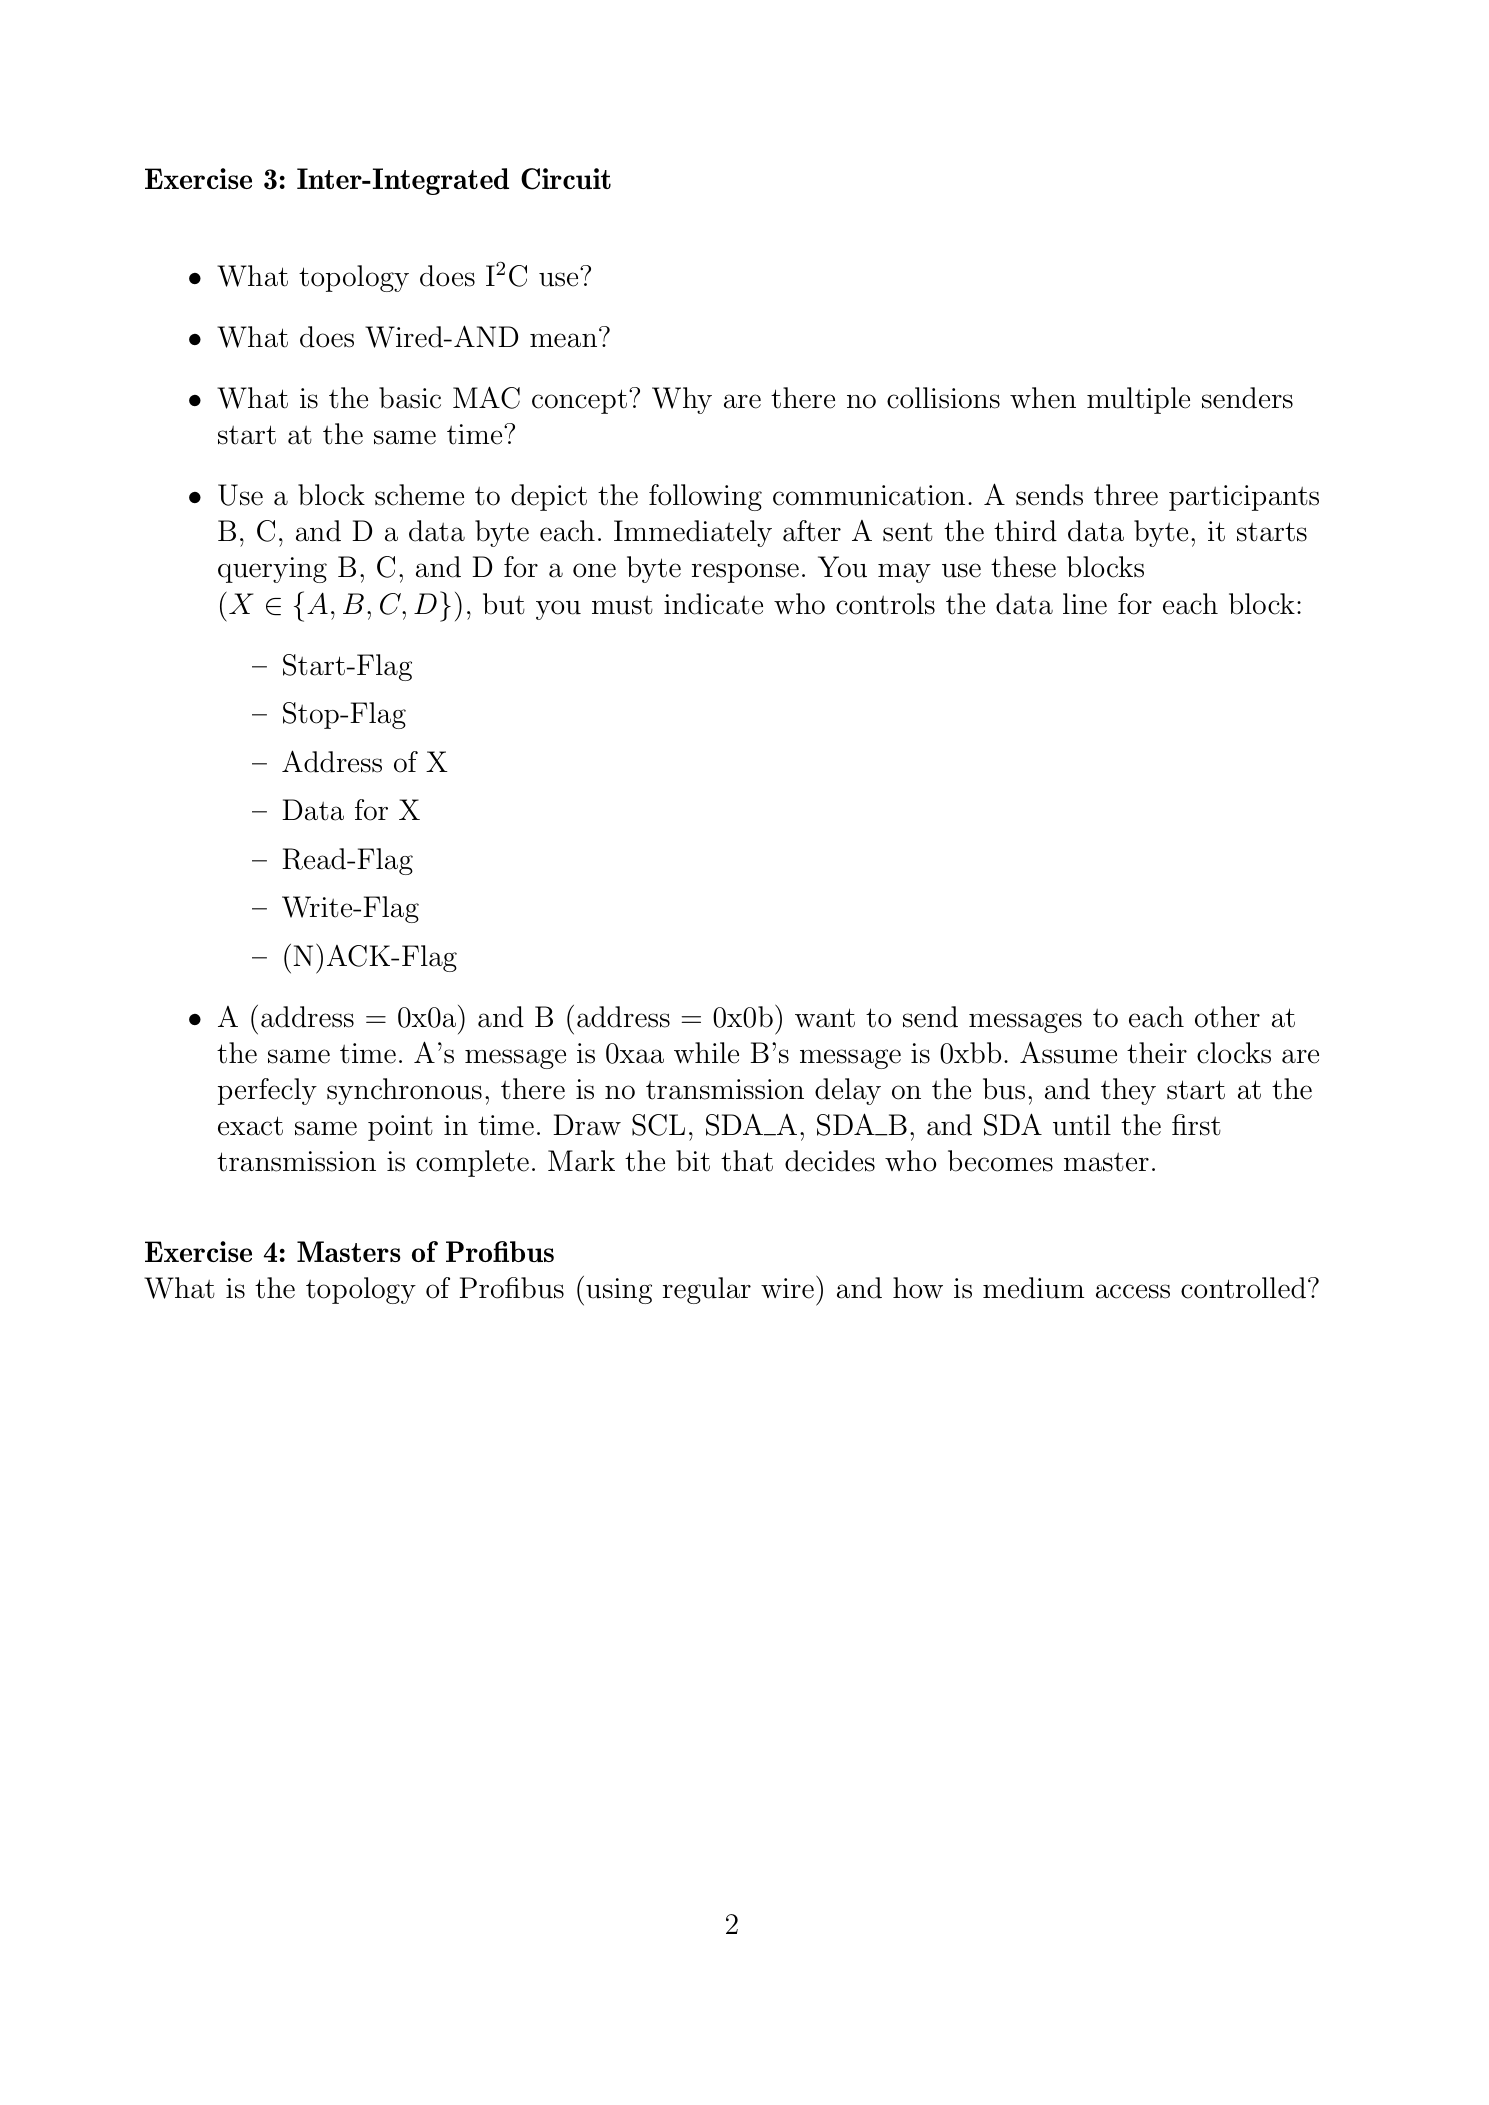 Exercise 3: Inter-Integrated Circuit
• What topology does I²C use?
• What does Wired-AND mean?
• What is the basic MAC concept? Why are there no collisions when multiple senders
start at the same time?
• Use a block scheme to depict the following communication. A sends three participants
B, C, and D a data byte each. Immediately after A sent the third data byte, it starts
querying B, C, and D for a one byte response. You may use these blocks
(X ∈ {A, B, C, D}), but you must indicate who controls the data line for each block:
– Start-Flag
– Stop-Flag
– Address of X
– Data for X
– Read-Flag
– Write-Flag
– (N)ACK-Flag
• A (address = 0x0a) and B (address = 0x0b) want to send messages to each other at
the same time. A's message is 0xaa while B's message is 0xbb. Assume their clocks are
perfecly synchronous, there is no transmission delay on the bus, and they start at the
exact same point in time. Draw SCL, SDA_A, SDA_B, and SDA until the first
transmission is complete. Mark the bit that decides who becomes master.
Exercise 4: Masters of Profibus
What is the topology of Profibus (using regular wire) and how is medium access controlled?
2